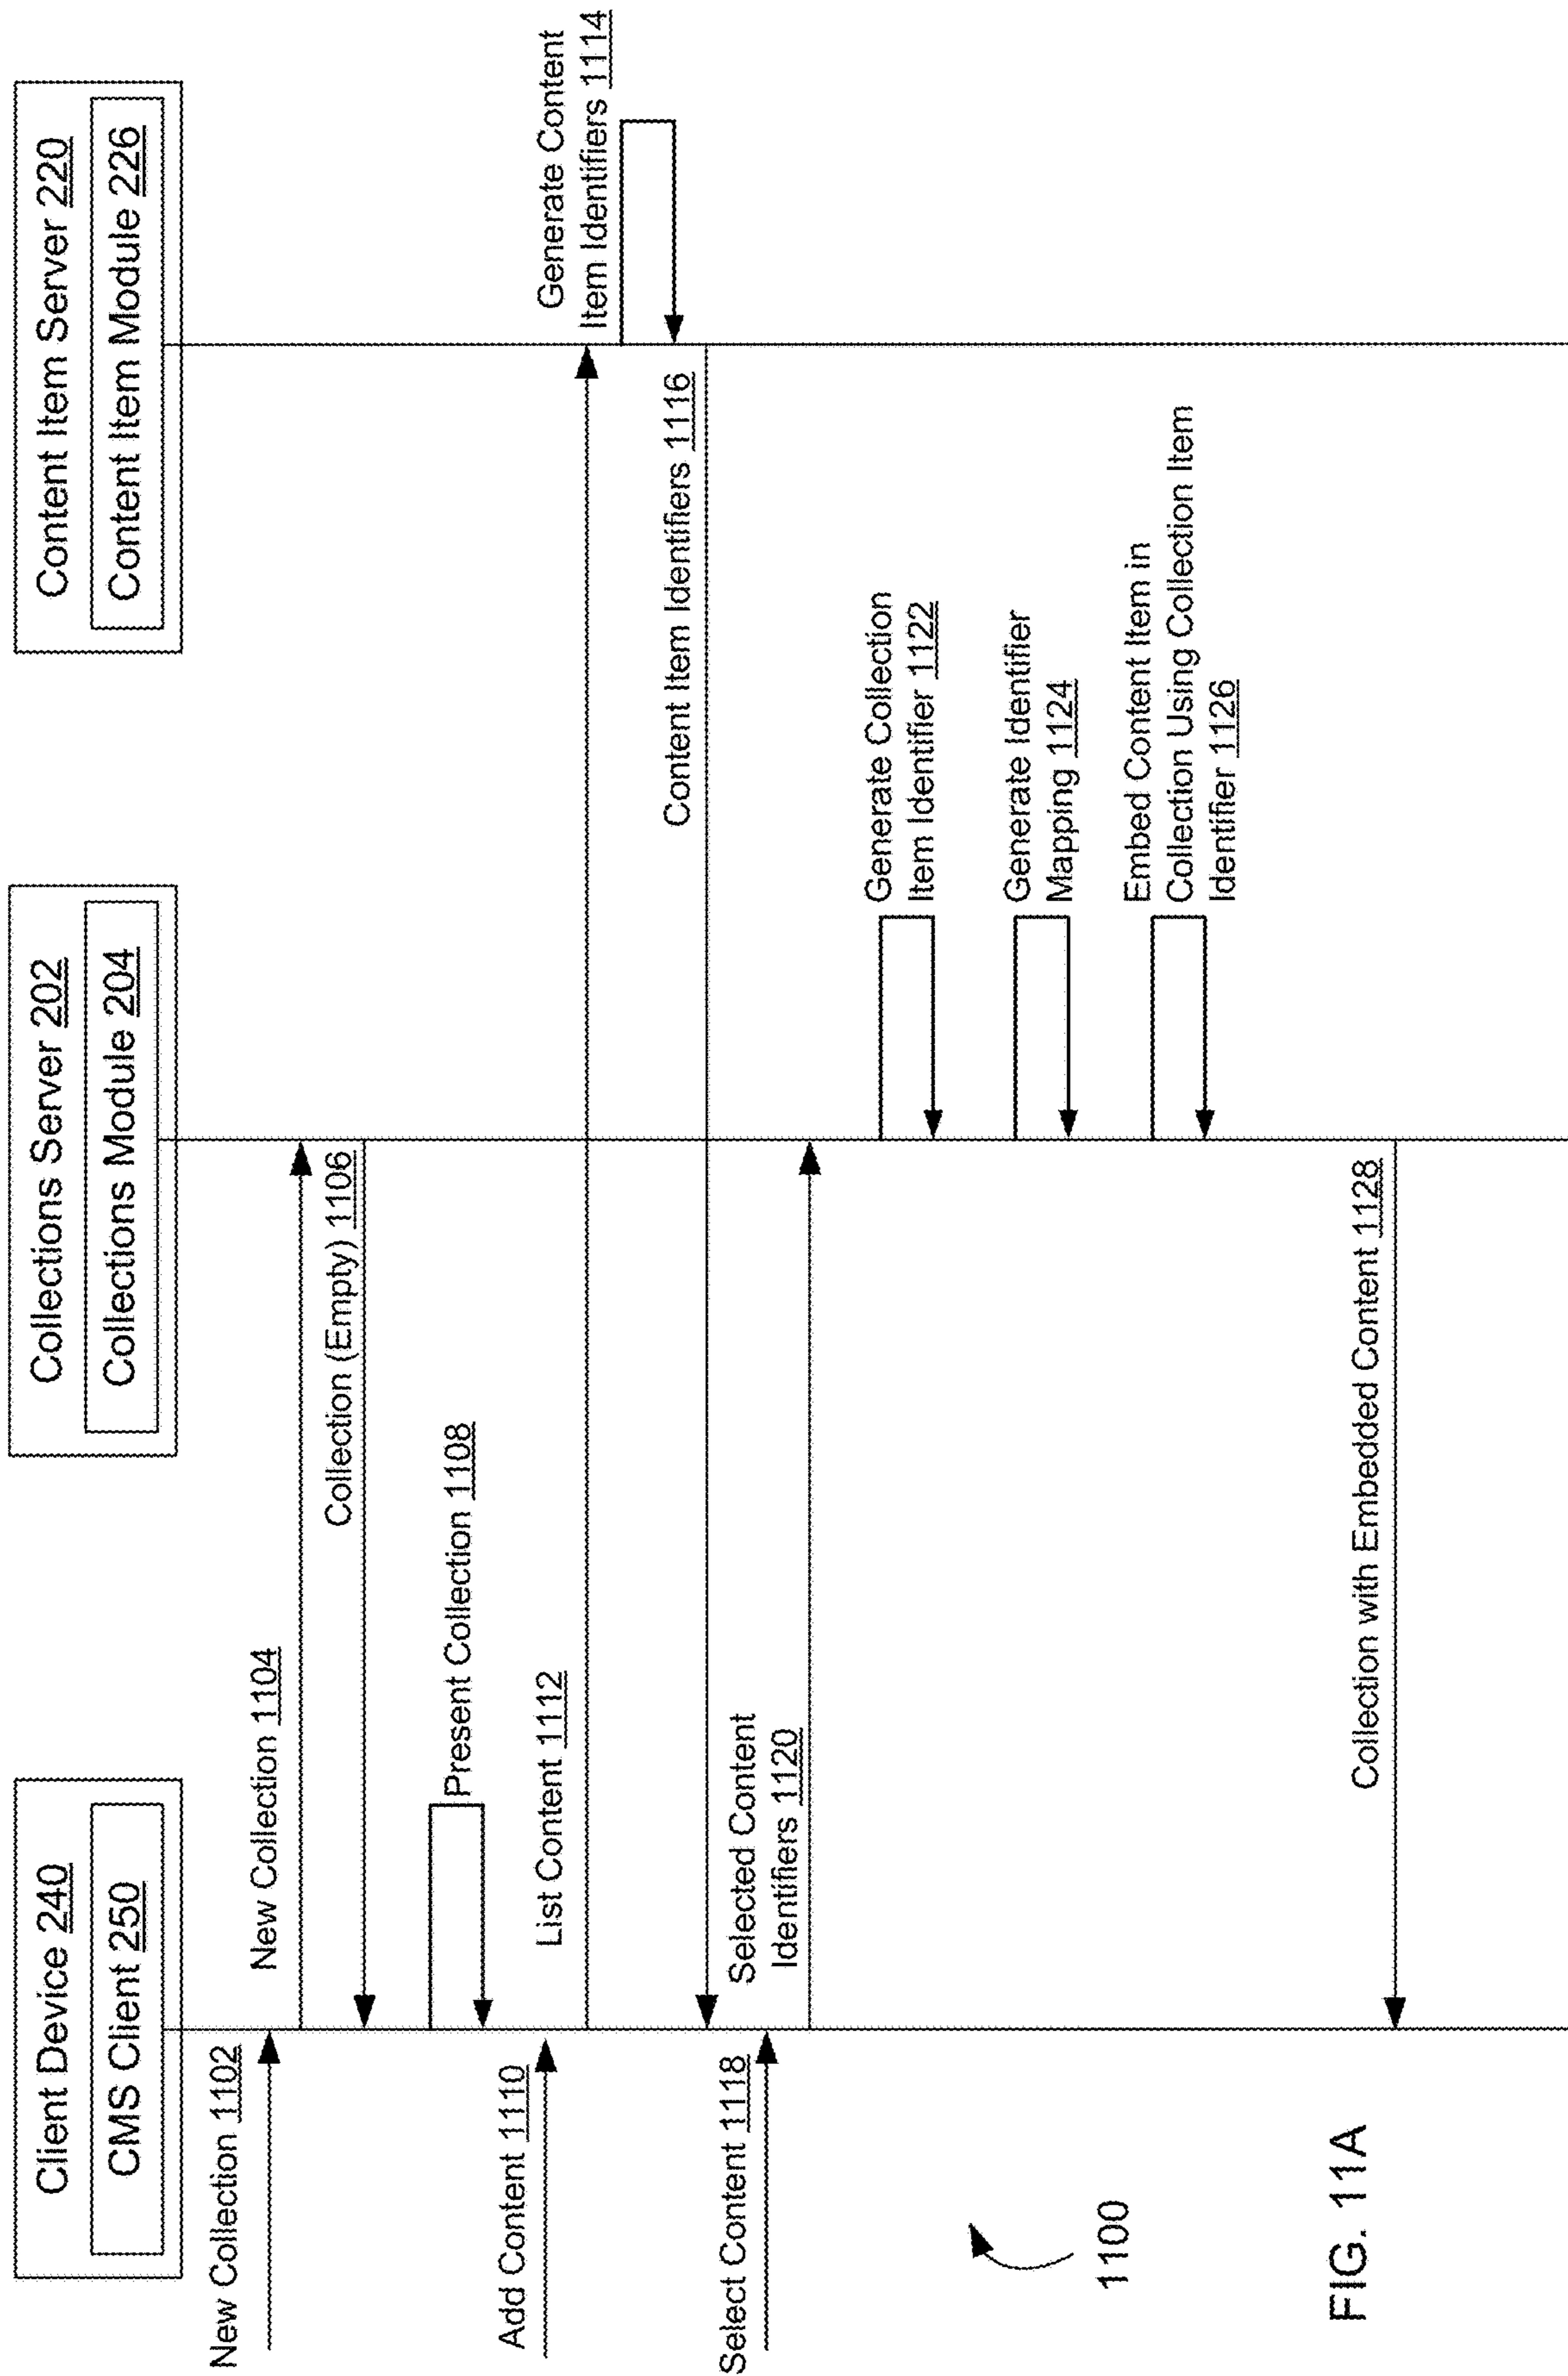 Client Device 240
CMS Client 250
Collections Server 202
Collections Module 204
Content Item Server 220
Content Item Module 226
New Collection 1102
New Collection 1104
Collection (Empty) 1106
Present Collection 1108
Add Content 1110
List Content 1112
Generate Content
Item Identifiers 1114
Content Item Identifiers 1116
Select Content 1118
Selected Content
Identifiers 1120
Generate Collection
Item Identifier 1122
Generate Identifier
Mapping 1124
Embed Content Item in
Collection Using Collection Item
Identifier 1126
Collection with Embedded Content 1128
1100
FIG. 11A